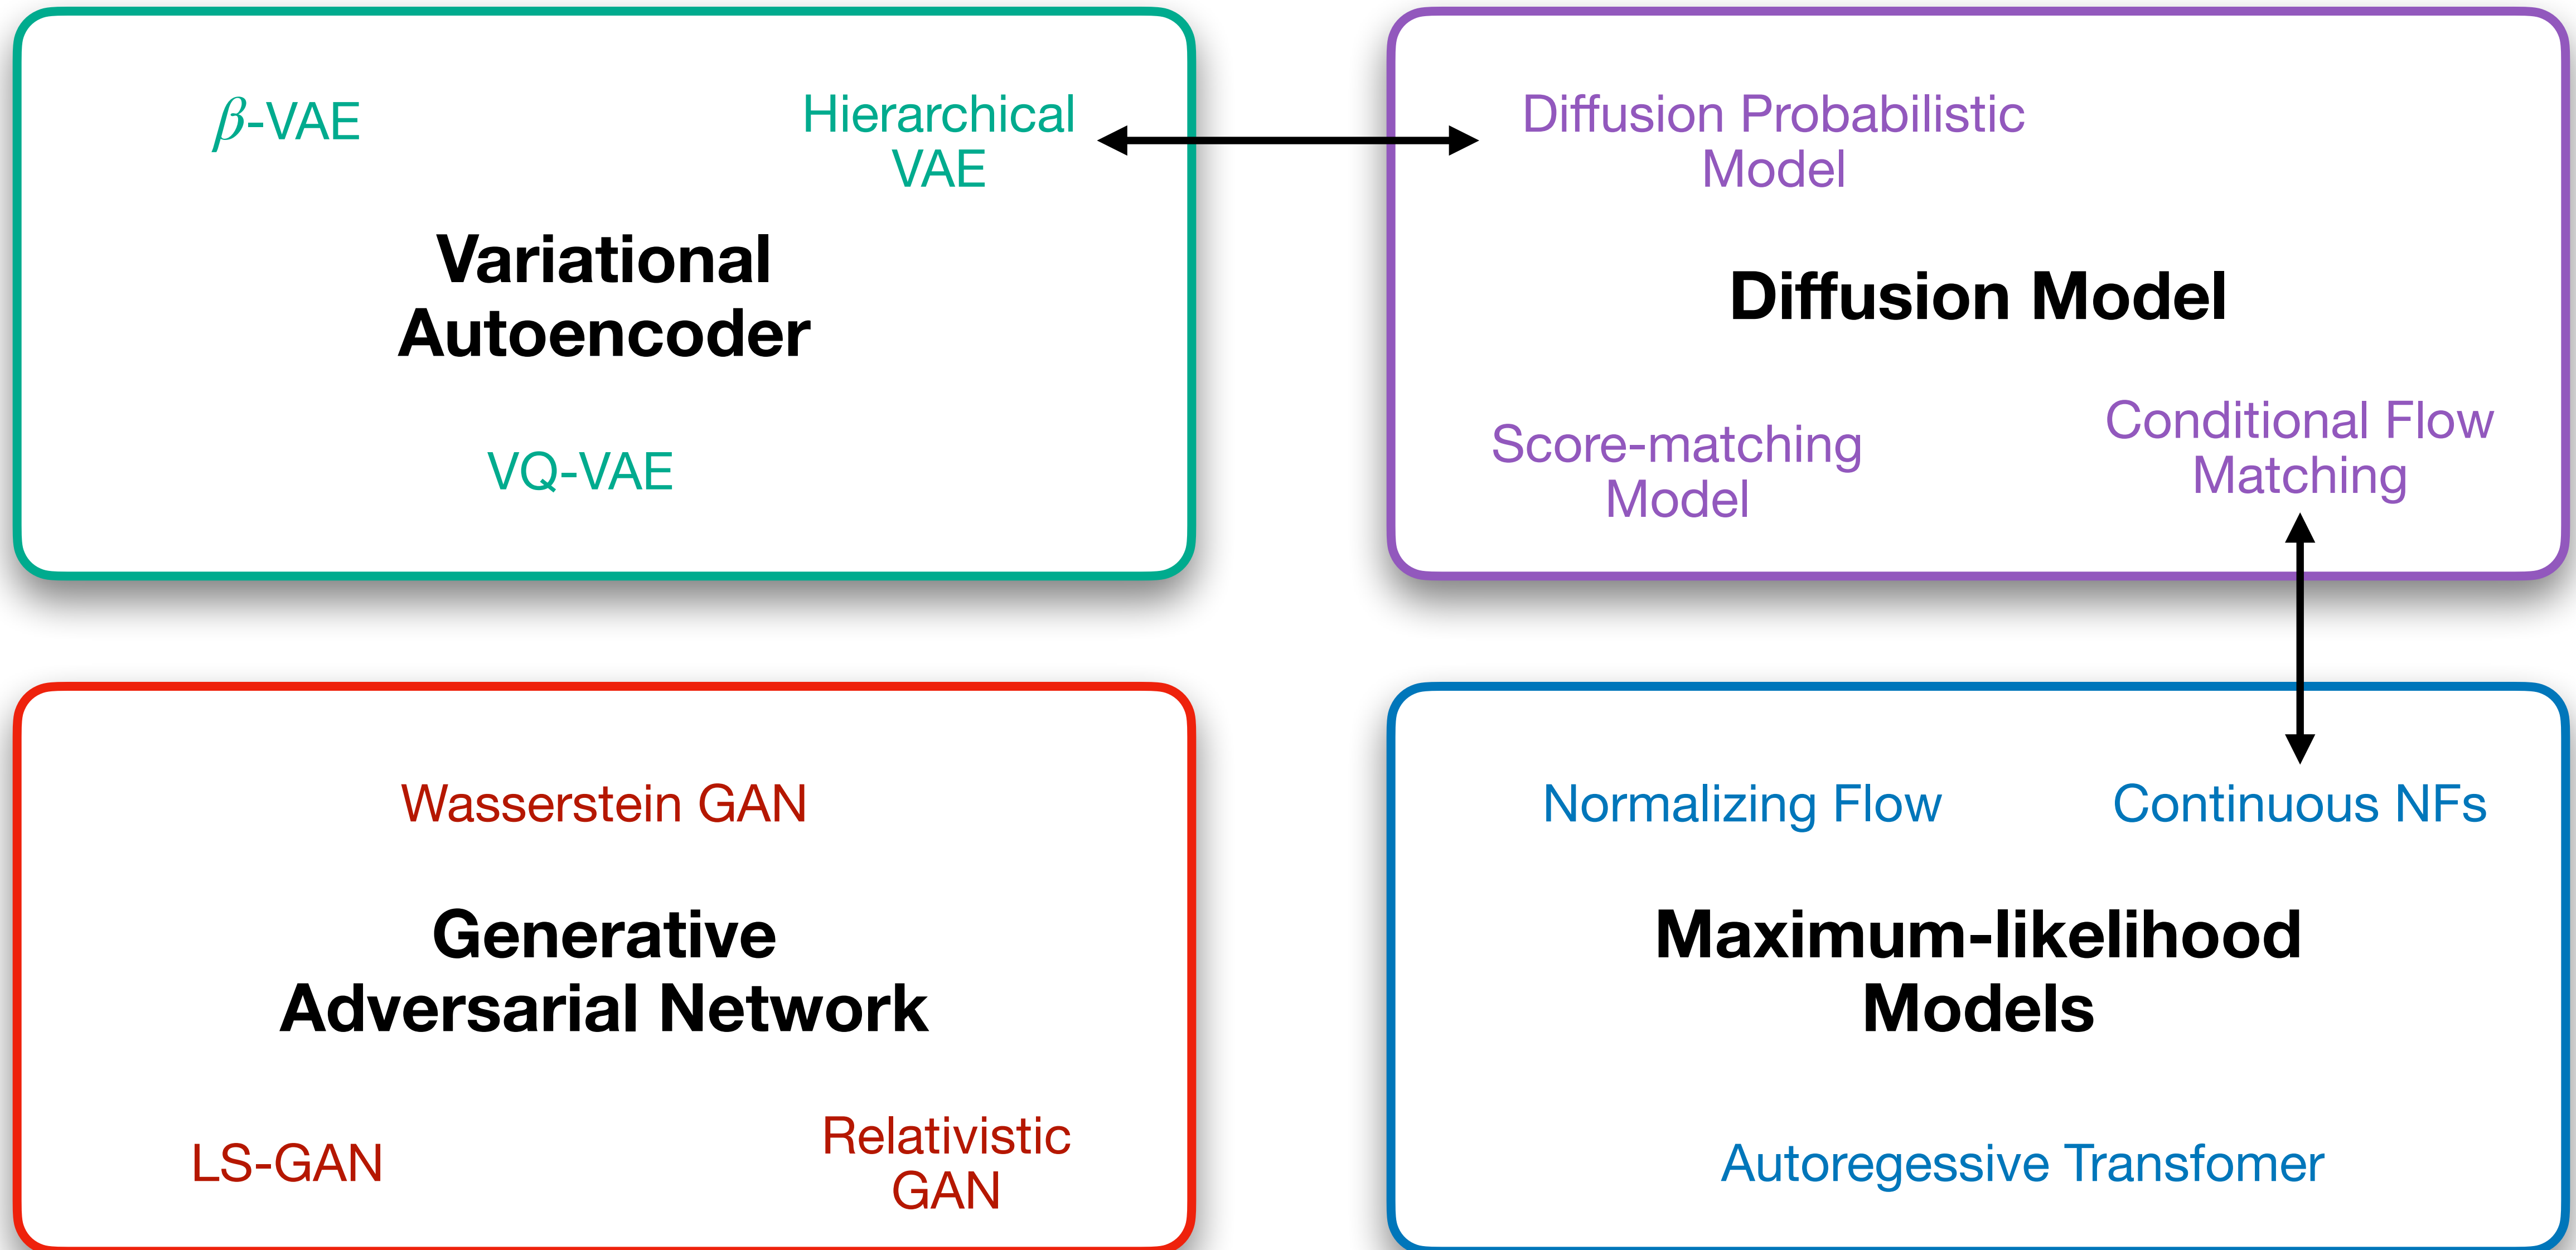 β-VAE
Hierarchical
VAE
Variational
Autoencoder
VQ-VAE
Diffusion Probabilistic
Model
Diffusion Model
Score-matching
Model
Conditional Flow
Matching
Wasserstein GAN
Generative
Adversarial Network
LS-GAN
Relativistic
GAN
Normalizing Flow
Continuous NFs
Maximum-likelihood
Models
Autoregessive Transfomer